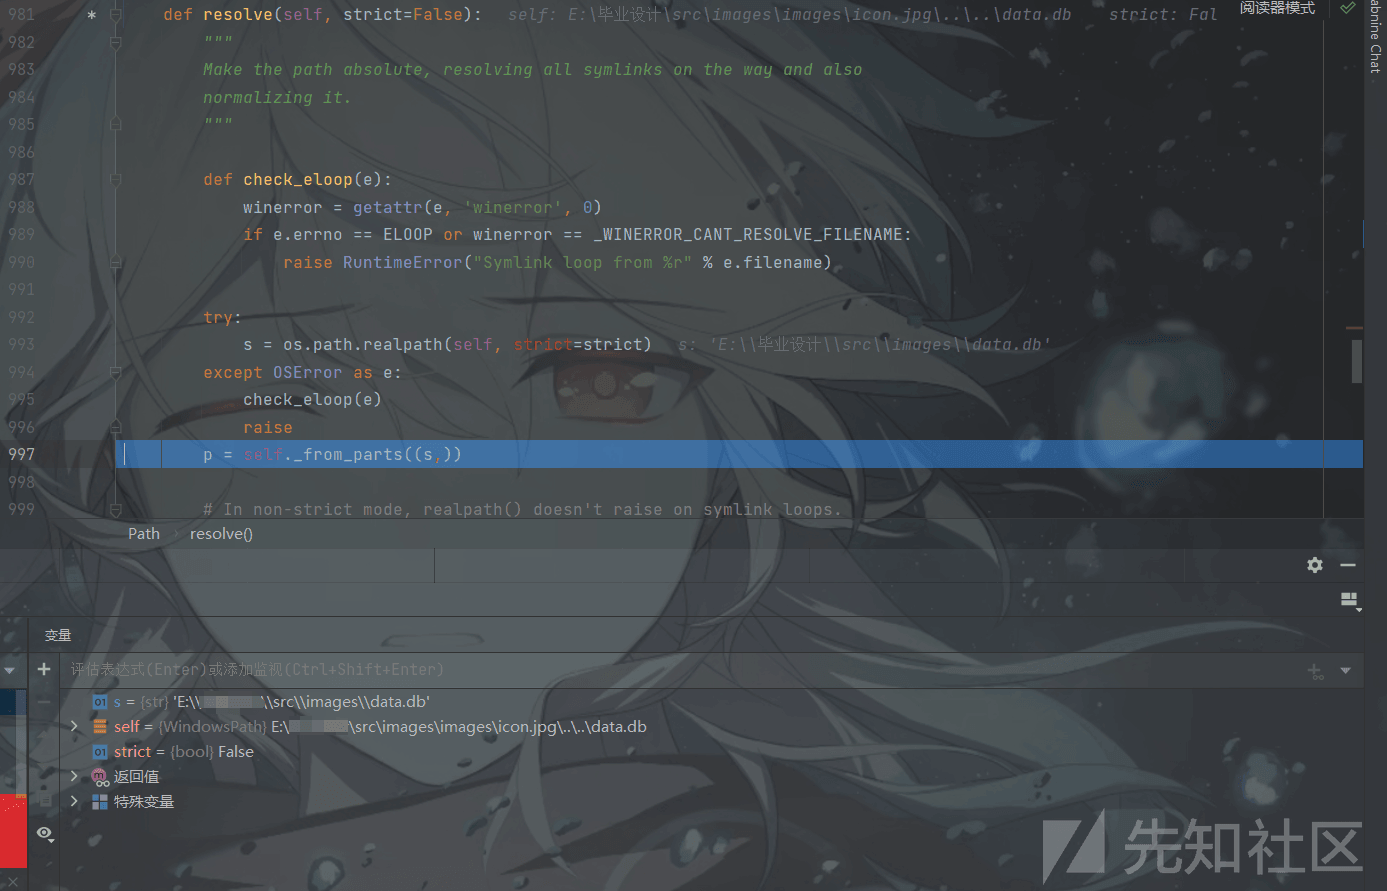 981 * def resolve(self, strict=False): self: E:\毕业设计\src\images\images\icon.jpg\..\..\data.db strict: Fal 阅读器模式
abnine Chat
982 """
983 Make the path absolute, resolving all symlinks on the way and also
984 normalizing it.
985 """
986
987 def check_eloop(e):
988 winerror = getattr(e, 'winerror', 0)
989 if e.errno == ELOOP or winerror == _WINERROR_CANT_RESOLVE_FILENAME:
990 raise RuntimeError("Symlink loop from %r" % e.filename)
991
992 try:
993 s = os.path.realpath(self, strict=strict) s: 'E:\\毕业设计\\src\\images\\data.db'
994 except OSError as e:
995 check_eloop(e)
996 raise
997 p = self._from_parts((s,))
998
999 # In non-strict mode, realpath() doesn't raise on symlink loops.
Path resolve()
变量
评估表达式(Enter)或添加监视(Ctrl+Shift+Enter)
01 s = {str} 'E:\\ \\src\\images\\data.db'
self = {WindowsPath} E:\ \src\images\images\icon.jpg\..\..\data.db
01 strict = {bool} False
返回值
特殊变量
先知社区